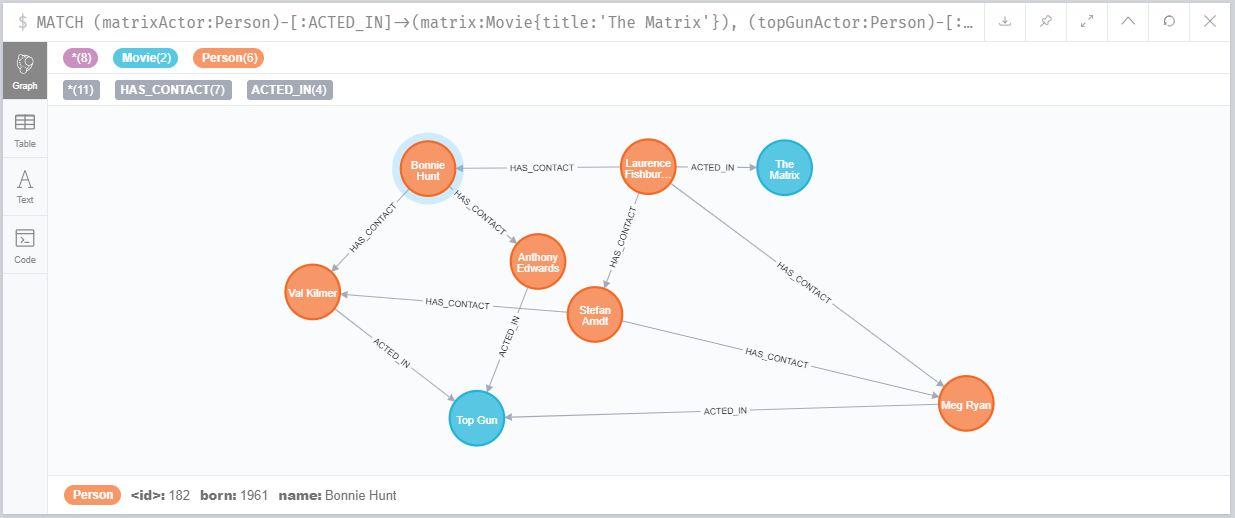 $ MATCH (matrixActor:Person)-[:ACTED_IN]->(matrix:Movie{title:'The Matrix'}), (topGunActor:Person)-[:…
Graph
Table
Text
Code
*(8) Movie(2) Person(6)
*(11) HAS_CONTACT(7) ACTED_IN(4)
Bonnie
Hunt
HAS_CONTACT
Laurence
Fishbur…
ACTED_IN
The
Matrix
HAS_CONTACT
HAS_CONTACT
HAS_CONTACT
HAS_CONTACT
Anthony
Edwards
Val Kilmer
HAS_CONTACT
Stefan
Arndt
ACTED_IN
ACTED_IN
HAS_CONTACT
Top Gun
ACTED_IN
Meg Ryan
Person <id>: 182 born: 1961 name: Bonnie Hunt